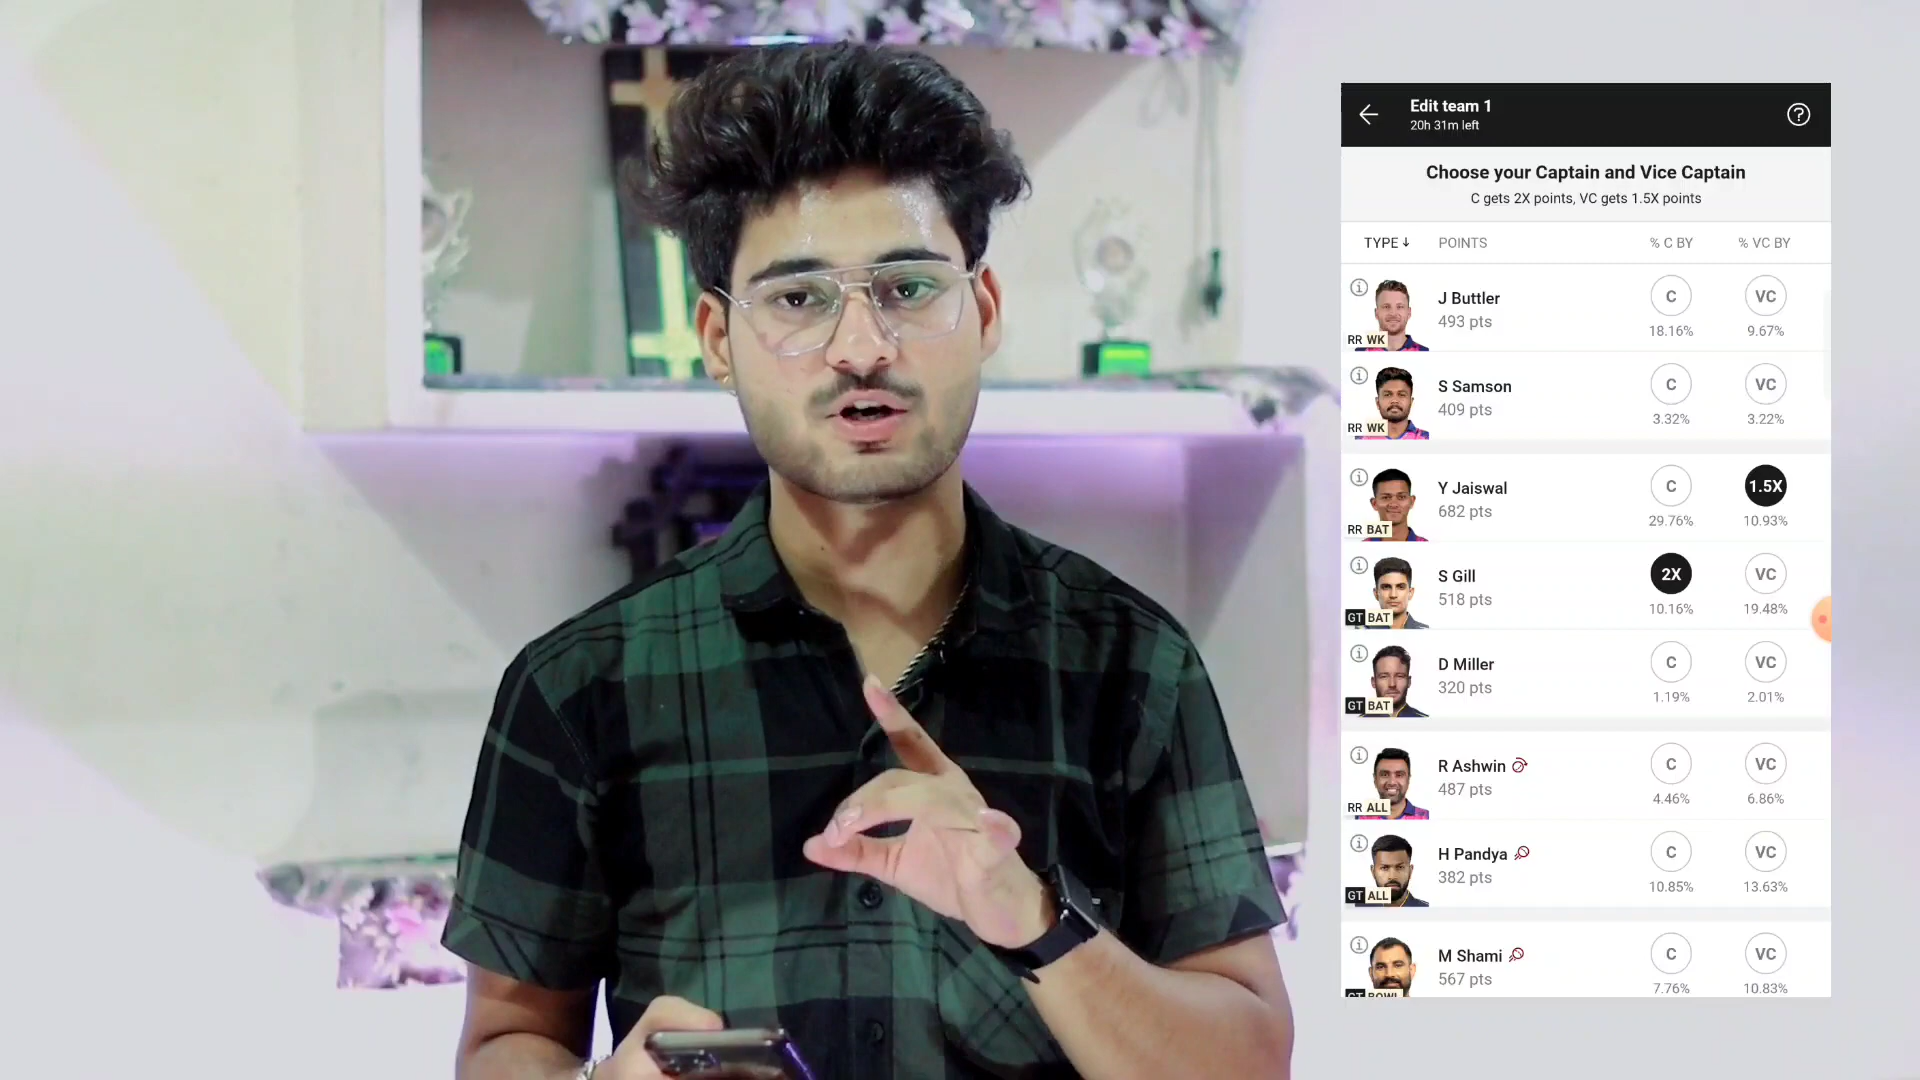 Edit team 1
20h 31m left
Choose your Captain and Vice Captain
C gets 2X points, VC gets 1.5X points
TYPE↓ POINTS % C BY % VC BY
J Buttler
493 pts
RR WK
C VC
18.16% 9.67%
S Samson
409 pts
RR WK
C VC
3.32% 3.22%
Y Jaiswal
682 pts
RR BAT
C 1.5X
29.76% 10.93%
S Gill
518 pts
GT BAT
2X VC
10.16% 19.48%
D Miller
320 pts
GT BAT
C VC
1.19% 2.01%
R Ashwin
487 pts
RR ALL
C VC
4.46% 6.86%
H Pandya
382 pts
GT ALL
C VC
10.85% 13.63%
M Shami
567 pts
GT BOWL
C VC
7.76% 10.83%